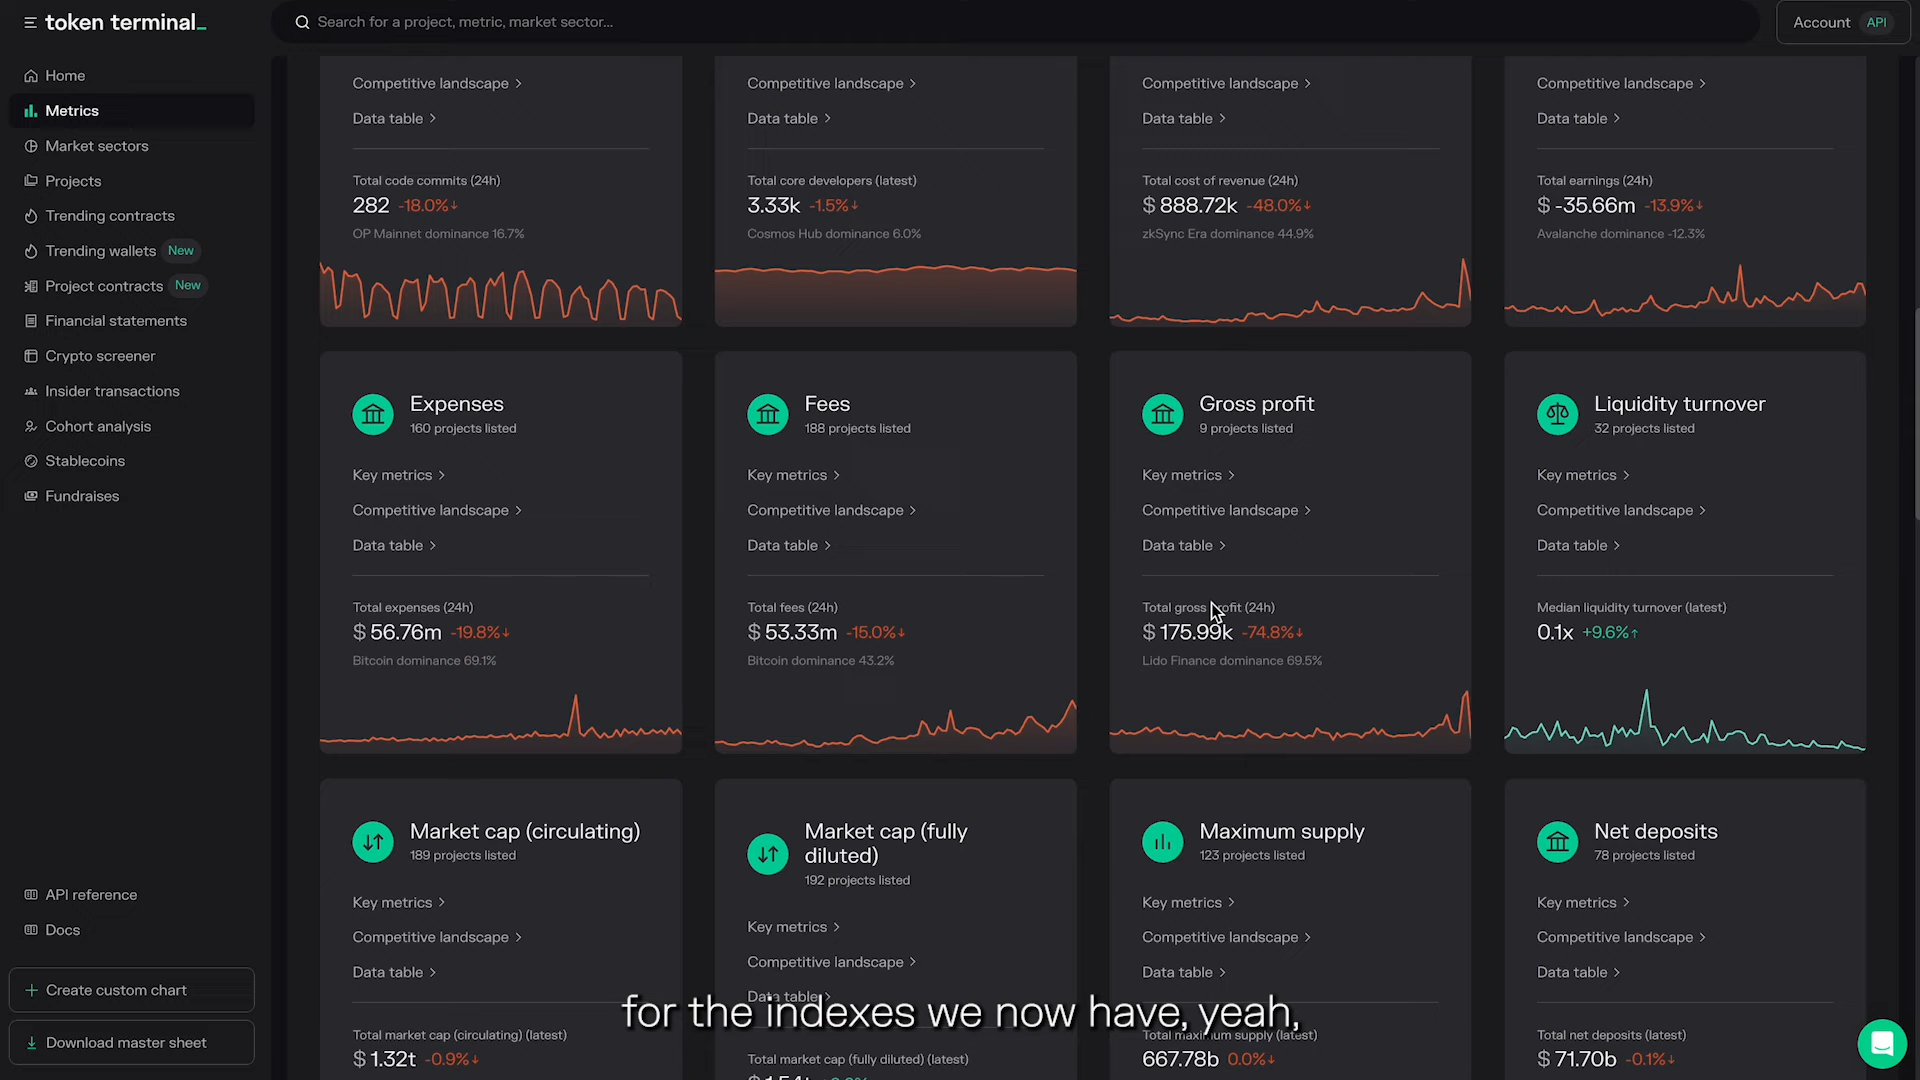 token terminal_
Search for a project, metric, market sector...
Account API
Home
Metrics
Market sectors
Projects
Trending contracts
Trending wallets New
Project contracts New
Financial statements
Crypto screener
Insider transactions
Cohort analysis
Stablecoins
Fundraises
API reference
Docs
Create custom chart
Download master sheet
Competitive landscape
Data table
Total code commits (24h)
282 -18.0%↓
OP Mainnet dominance 16.7%
Competitive landscape
Data table
Total core developers (latest)
3.33k -1.5%↓
Cosmos Hub dominance 6.0%
Competitive landscape
Data table
Total cost of revenue (24h)
$ 888.72k -48.0%↓
zkSync Era dominance 44.9%
Competitive landscape
Data table
Total earnings (24h)
$ -35.66m -13.9%↓
Avalanche dominance -12.3%
Expenses
160 projects listed
Key metrics
Competitive landscape
Data table
Total expenses (24h)
$ 56.76m -19.8%↓
Bitcoin dominance 69.1%
Fees
188 projects listed
Key metrics
Competitive landscape
Data table
Total fees (24h)
$ 53.33m -15.0%↓
Bitcoin dominance 43.2%
Gross profit
9 projects listed
Key metrics
Competitive landscape
Data table
Total gross profit (24h)
$ 175.99k -74.8%↓
Lido Finance dominance 69.5%
Liquidity turnover
32 projects listed
Key metrics
Competitive landscape
Data table
Median liquidity turnover (latest)
0.1x +9.6%↑
Market cap (circulating)
189 projects listed
Key metrics
Competitive landscape
Data table
Total market cap (circulating) (latest)
$ 1.32t -0.9%↓
Market cap (fully
diluted)
192 projects listed
Key metrics
Competitive landscape
Data table
Total market cap (fully diluted) (latest)
Maximum supply
123 projects listed
Key metrics
Competitive landscape
Data table
Total maximum supply (latest)
667.78b 0.0%↓
Net deposits
78 projects listed
Key metrics
Competitive landscape
Data table
Total net deposits (latest)
$ 71.70b -0.1%↓
for the indexes we now have, yeah,